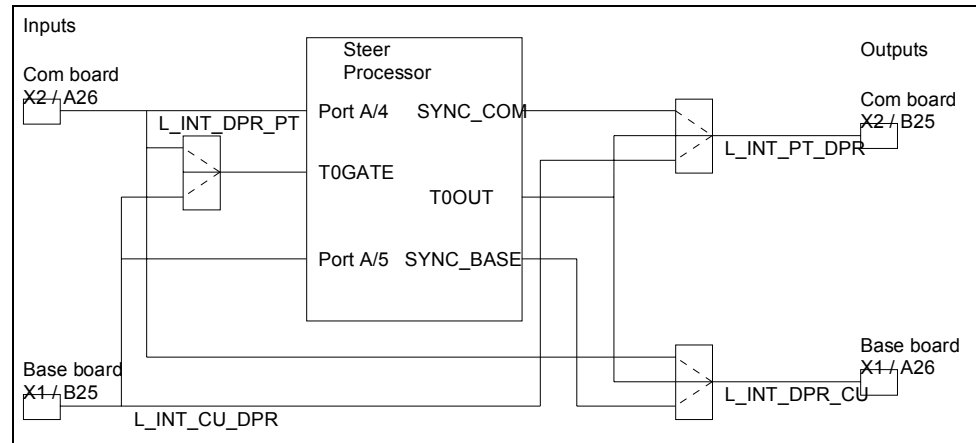 Inputs
Steer
Processor
Outputs
Com board
X2 / A26
Port A/4
SYNC_COM
Com board
X2 / B25
L_INT_DPR_PT
L_INT_PT_DPR
T0GATE
T0OUT
Port A/5
SYNC_BASE
Base board
X1 / B25
Base board
X1 / A26
L_INT_CU_DPR
L_INT_DPR_CU